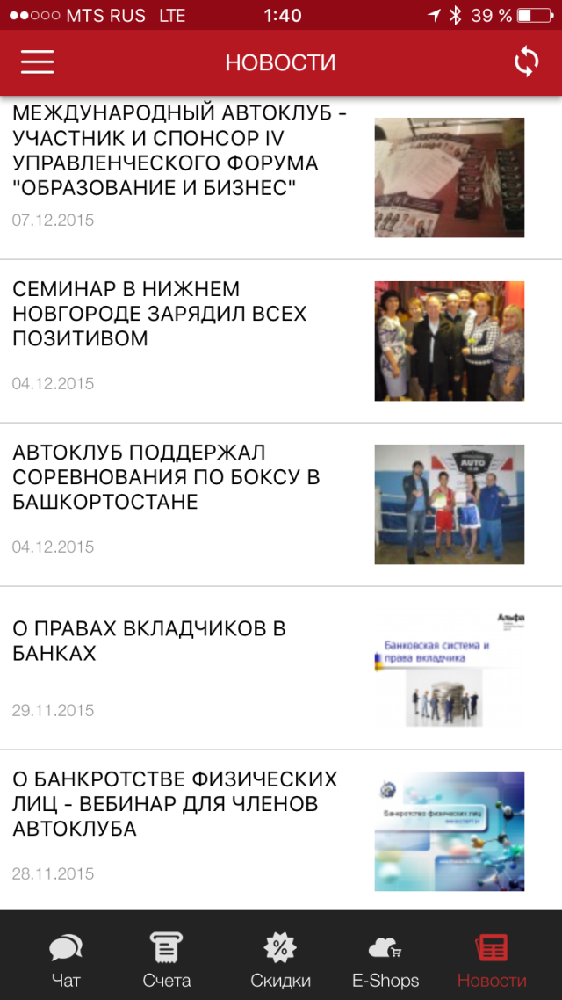 MTS RUS LTE 1:40 39 %
НОВОСТИ
МЕЖДУНАРОДНЫЙ АВТОКЛУБ -
УЧАСТНИК И СПОНСОР IV
УПРАВЛЕНЧЕСКОГО ФОРУМА
"ОБРАЗОВАНИЕ И БИЗНЕС"
07.12.2015
СЕМИНАР В НИЖНЕМ
НОВГОРОДЕ ЗАРЯДИЛ ВСЕХ
ПОЗИТИВОМ
04.12.2015
АВТОКЛУБ ПОДДЕРЖАЛ
СОРЕВНОВАНИЯ ПО БОКСУ В
БАШКОРТОСТАНЕ
04.12.2015
AUTO
О ПРАВАХ ВКЛАДЧИКОВ В
БАНКАХ
29.11.2015
Альфа
Банковская система и
права вкладчика
О БАНКРОТСТВЕ ФИЗИЧЕСКИХ
ЛИЦ - ВЕБИНАР ДЛЯ ЧЛЕНОВ
АВТОКЛУБА
28.11.2015
Банкротство физических лиц
Чат
Счета
%
Скидки
E-Shops
Новости